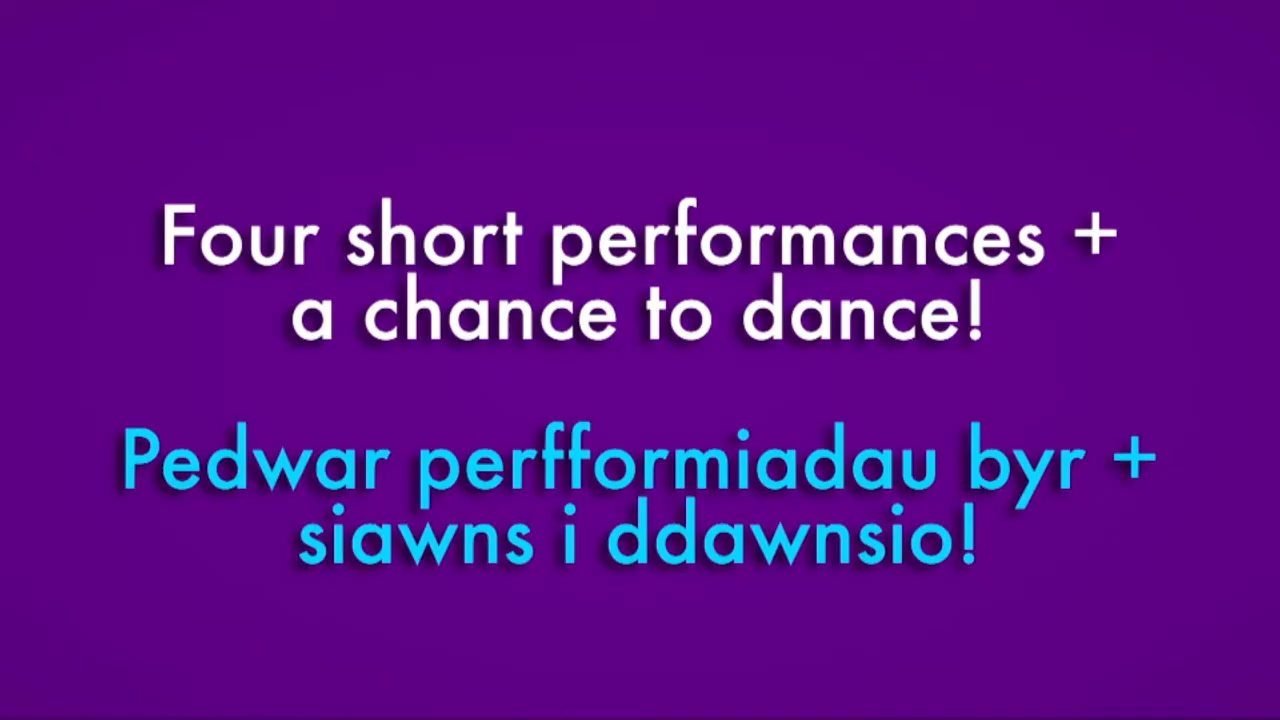 Four short performances +
a chance to dance!
Pedwar perfformiadau byr +
siawns i ddawnsio!